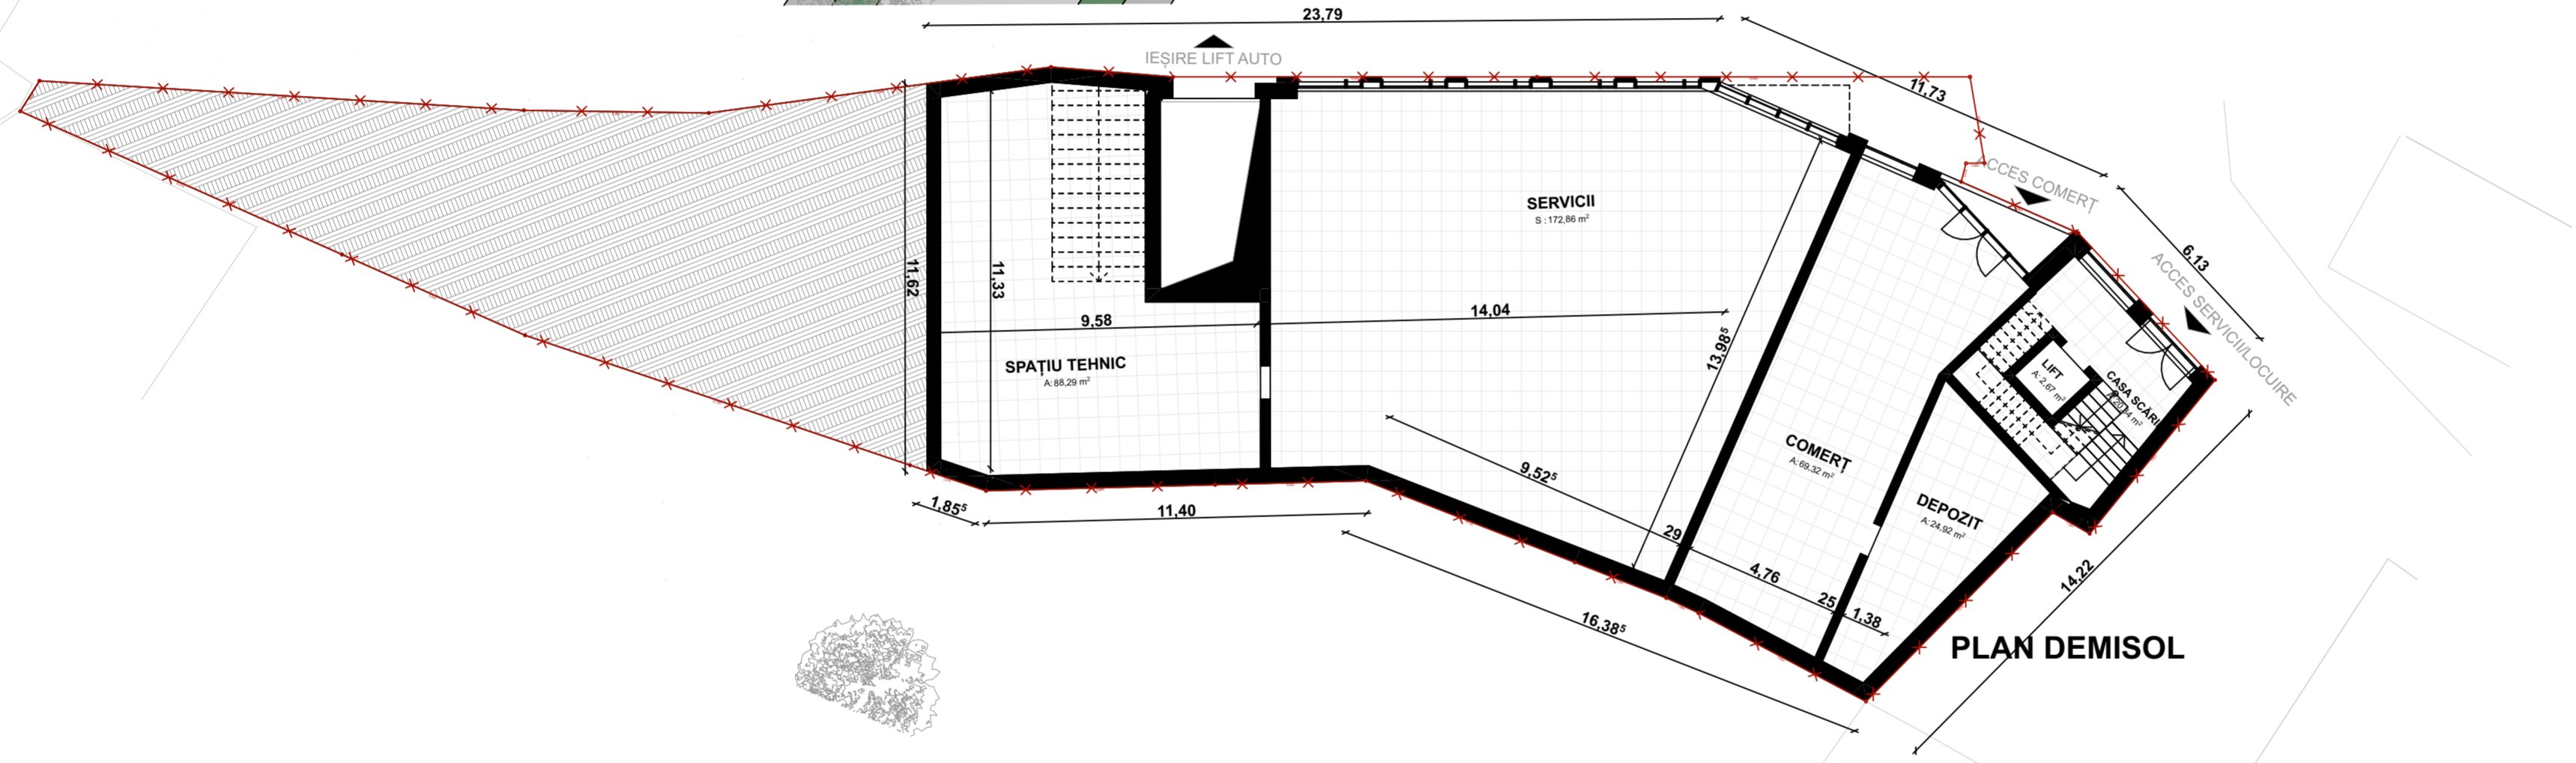 23,79
IEȘIRE LIFT AUTO
11,73
ACCES COMERȚ
6,13
ACCES SERVICII/LOCUIRE
SERVICII
S : 172,86 m²
11,62
11,33
9,58
14,04
13,98⁵
SPAȚIU TEHNIC
A: 88,29 m²
LIFT
A: 2,67 m²
CASA SCĂRII
COMERȚ
A: 69,32 m²
9,52⁵
DEPOZIT
A: 24,92 m²
1,85⁵
11,40
29
4,76
25
1,38
14,22
16,38⁵
PLAN DEMISOL